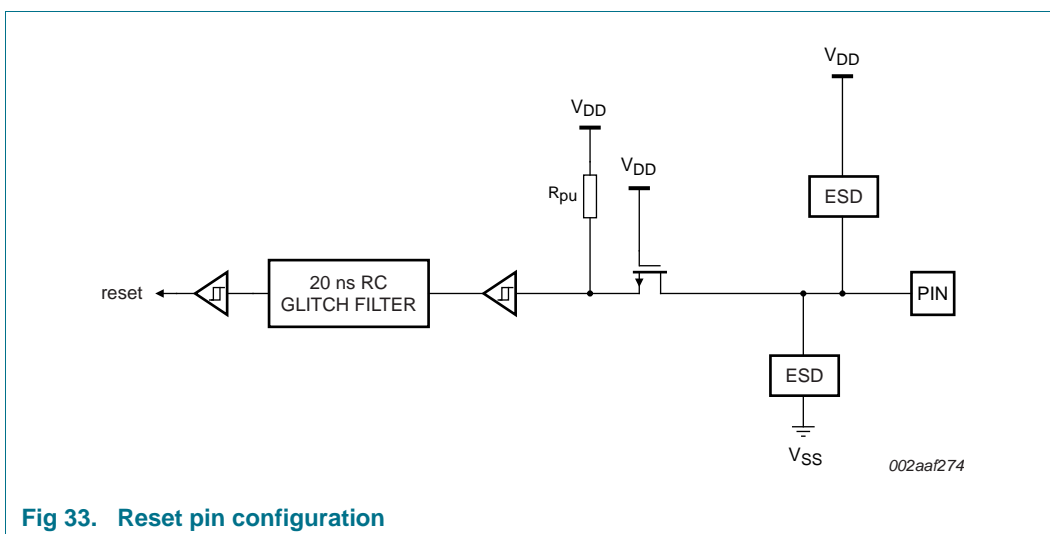 VDD
VDD
VDD
Rpu
ESD
reset
20 ns RC
GLITCH FILTER
PIN
ESD
VSS
002aaf274
Fig 33. Reset pin configuration